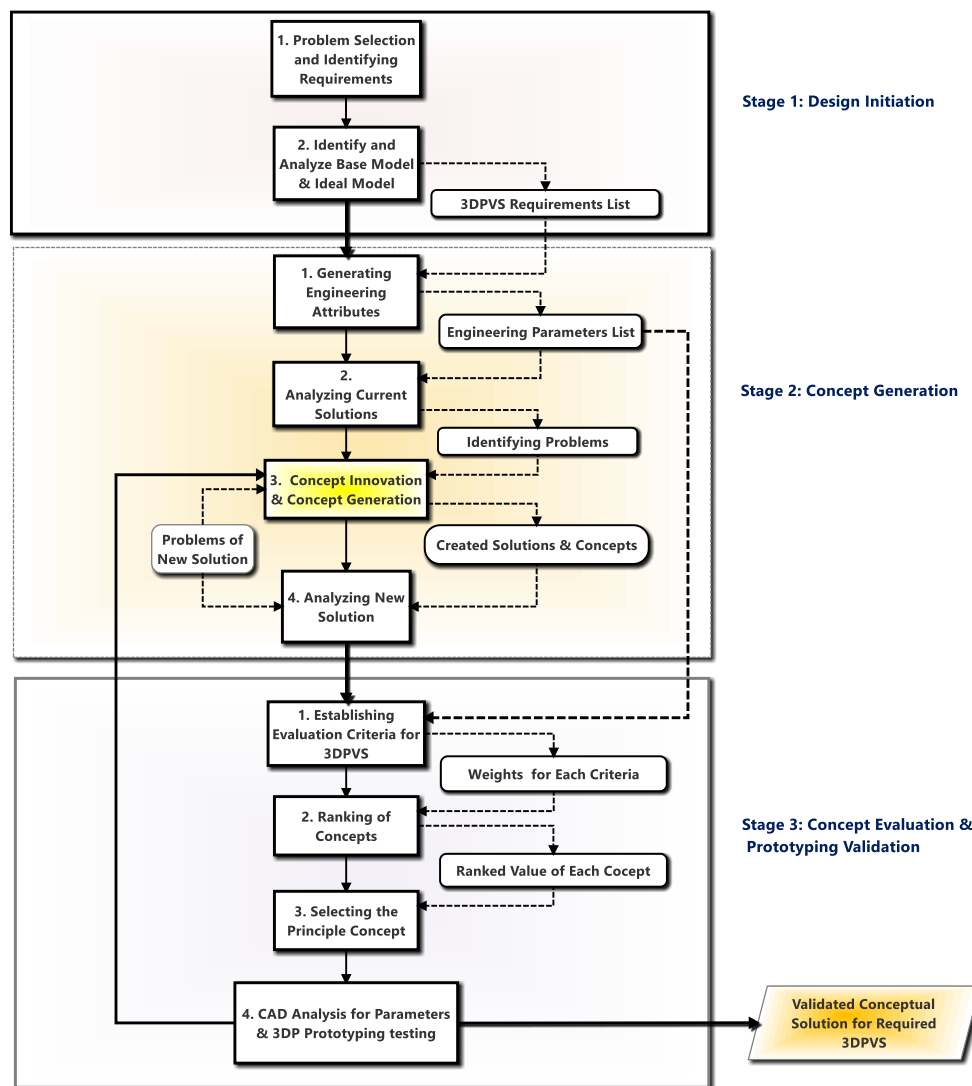 1. Problem Selection
and Identifying
Requirements
Stage 1: Design Initiation
2. Identify and
Analyze Base Model
& Ideal Model
3DPVS Requirements List
1. Generating
Engineering
Attributes
Engineering Parameters List
2.
Analyzing Current
Solutions
Stage 2: Concept Generation
Identifying Problems
3.  Concept Innovation
& Concept Generation
Problems of
New Solution
Created Solutions & Concepts
4. Analyzing New
Solution
1. Establishing
Evaluation Criteria for
3DPVS
Weights  for Each Criteria
2. Ranking of
Concepts
Stage 3: Concept Evaluation &
Prototyping Validation
Ranked Value of Each Cocept
3. Selecting the
Principle Concept
4. CAD Analysis for Parameters
& 3DP Prototyping testing
Validated Conceptual
Solution for Required
3DPVS